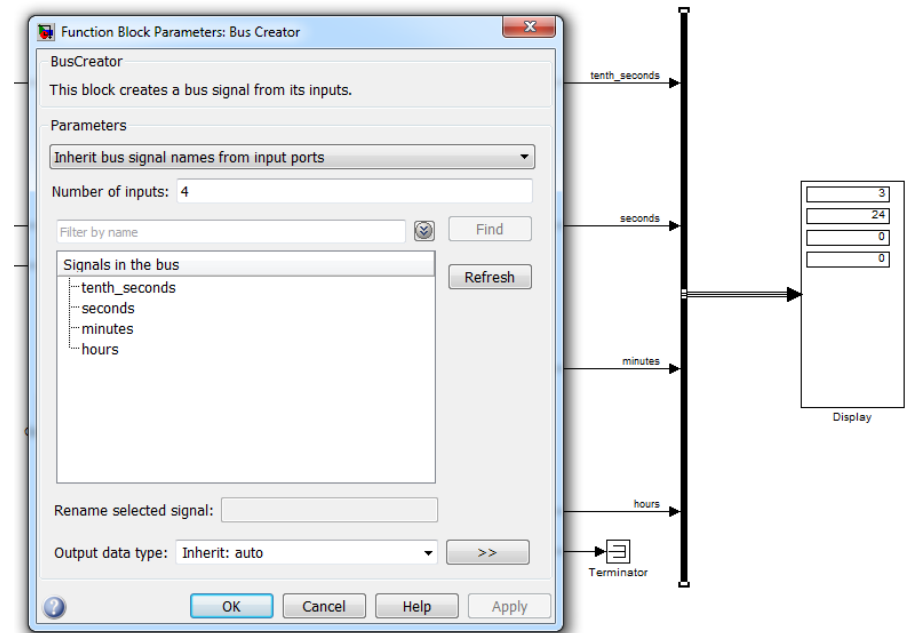 Function Block Parameters: Bus Creator
BusCreator
This block creates a bus signal from its inputs.
Parameters
Inherit bus signal names from input ports
Number of inputs: 4
Filter by name
Find
Signals in the bus
Refresh
tenth_seconds
seconds
minutes
hours
Rename selected signal:
Output data type: Inherit: auto
>>
OK
Cancel
Help
Apply
tenth_seconds
seconds
minutes
hours
Terminator
3
24
0
0
Display